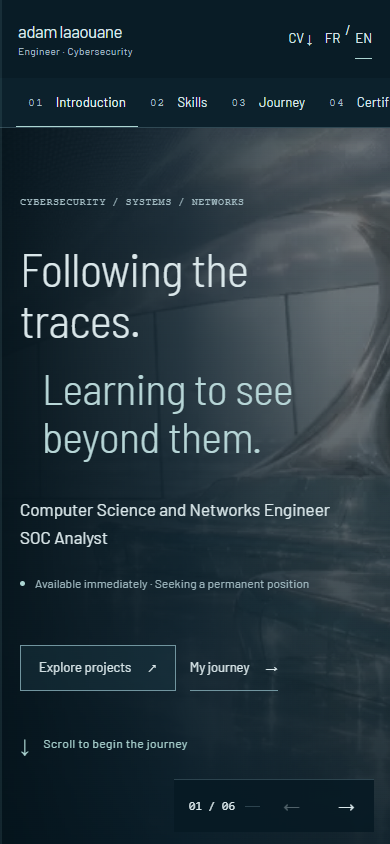 adam laaouane
Engineer · Cybersecurity
CV↓ FR / EN
01 Introduction 02 Skills 03 Journey 04 Certif
CYBERSECURITY / SYSTEMS / NETWORKS
Following the
traces.
Learning to see
beyond them.
Computer Science and Networks Engineer
SOC Analyst
Available immediately · Seeking a permanent position
Explore projects ↗ My journey →
↓ Scroll to begin the journey
01 / 06 — ← →